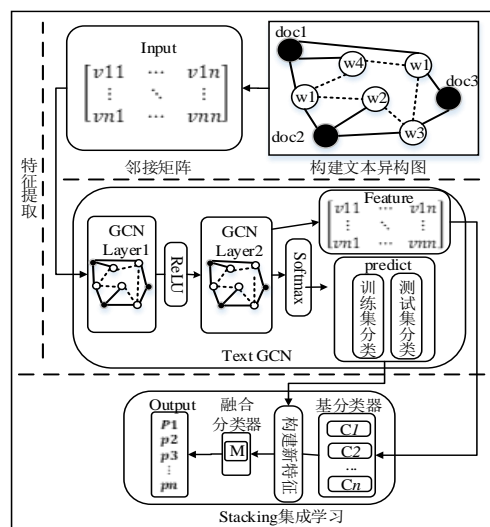 doc1
Input
v11 ⋯ v1n
⋮ ⋱ ⋮
vn1 ⋯ vnn
w4
w1
doc3
w1
w2
w3
doc2
邻接矩阵
构建文本异构图
特征提取
Feature
v11 ⋯ v1n
⋮ ⋱ ⋮
vn1 ⋯ vnn
GCN
Layer1
ReLU
GCN
Layer2
Softmax
predict
训练集分类
测试集分类
Text GCN
Output
P1
p2
p3
⋮
pn
融合
分类器
M
构建新特征
基分类器
C1
C2
...
Cn
Stacking集成学习